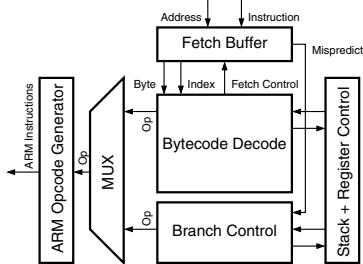 Address
Instruction
Fetch Buffer
Mispredict
Byte
Index
Fetch Control
ARM Instructions
ARM Opcode Generator
Op
MUX
Op
Bytecode Decode
Op
Branch Control
Stack + Register Control